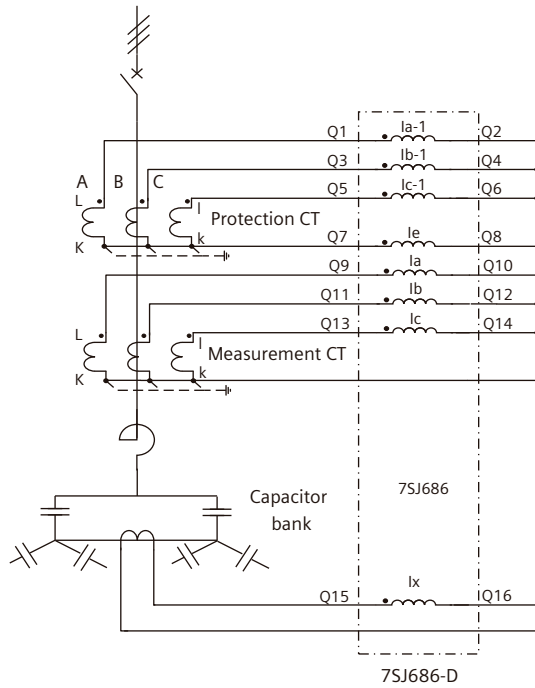 Ia-1
Q1 Q2
Ib-1
Q3 Q4
A B C
Ic-1
Q5 Q6
L l
Protection CT
K k
Ie
Q7 Q8
Ia
Q9 Q10
Ib
Q11 Q12
Ic
Q13 Q14
L l
Measurement CT
K k
Capacitor
bank
7SJ686
Ix
Q15 Q16
7SJ686-D